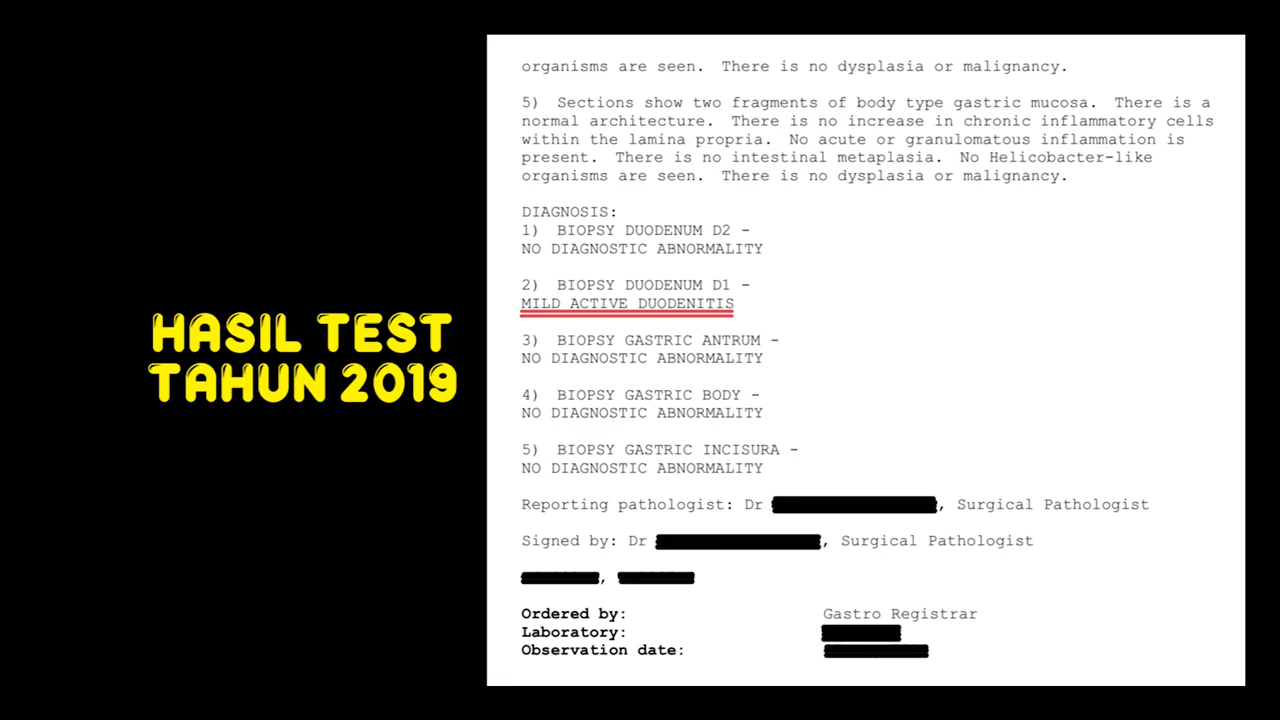 HASIL TEST
TAHUN 2019
organisms are seen. There is no dysplasia or malignancy.
5) Sections show two fragments of body type gastric mucosa. There is a
normal architecture. There is no increase in chronic inflammatory cells
within the lamina propria. No acute or granulomatous inflammation is
present. There is no intestinal metaplasia. No Helicobacter-like
organisms are seen. There is no dysplasia or malignancy.
DIAGNOSIS:
1) BIOPSY DUODENUM D2 -
NO DIAGNOSTIC ABNORMALITY
2) BIOPSY DUODENUM D1 -
MILD ACTIVE DUODENITIS
3) BIOPSY GASTRIC ANTRUM -
NO DIAGNOSTIC ABNORMALITY
4) BIOPSY GASTRIC BODY -
NO DIAGNOSTIC ABNORMALITY
5) BIOPSY GASTRIC INCISURA -
NO DIAGNOSTIC ABNORMALITY
Reporting pathologist: Dr , Surgical Pathologist
Signed by: Dr , Surgical Pathologist
,
Ordered by: Gastro Registrar
Laboratory:
Observation date: